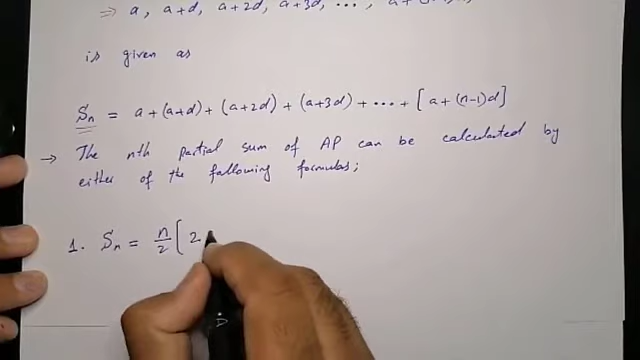 ⇒ a, a+d, a+2d, a+3d, ..., 
is given as
Sn = a + (a+d) + (a+2d) + (a+3d) + ... + [a+(n-1)d]
→ The nth partial sum of AP can be calculated by
either of the following formulas;
1. Sn = n/2 [ 2